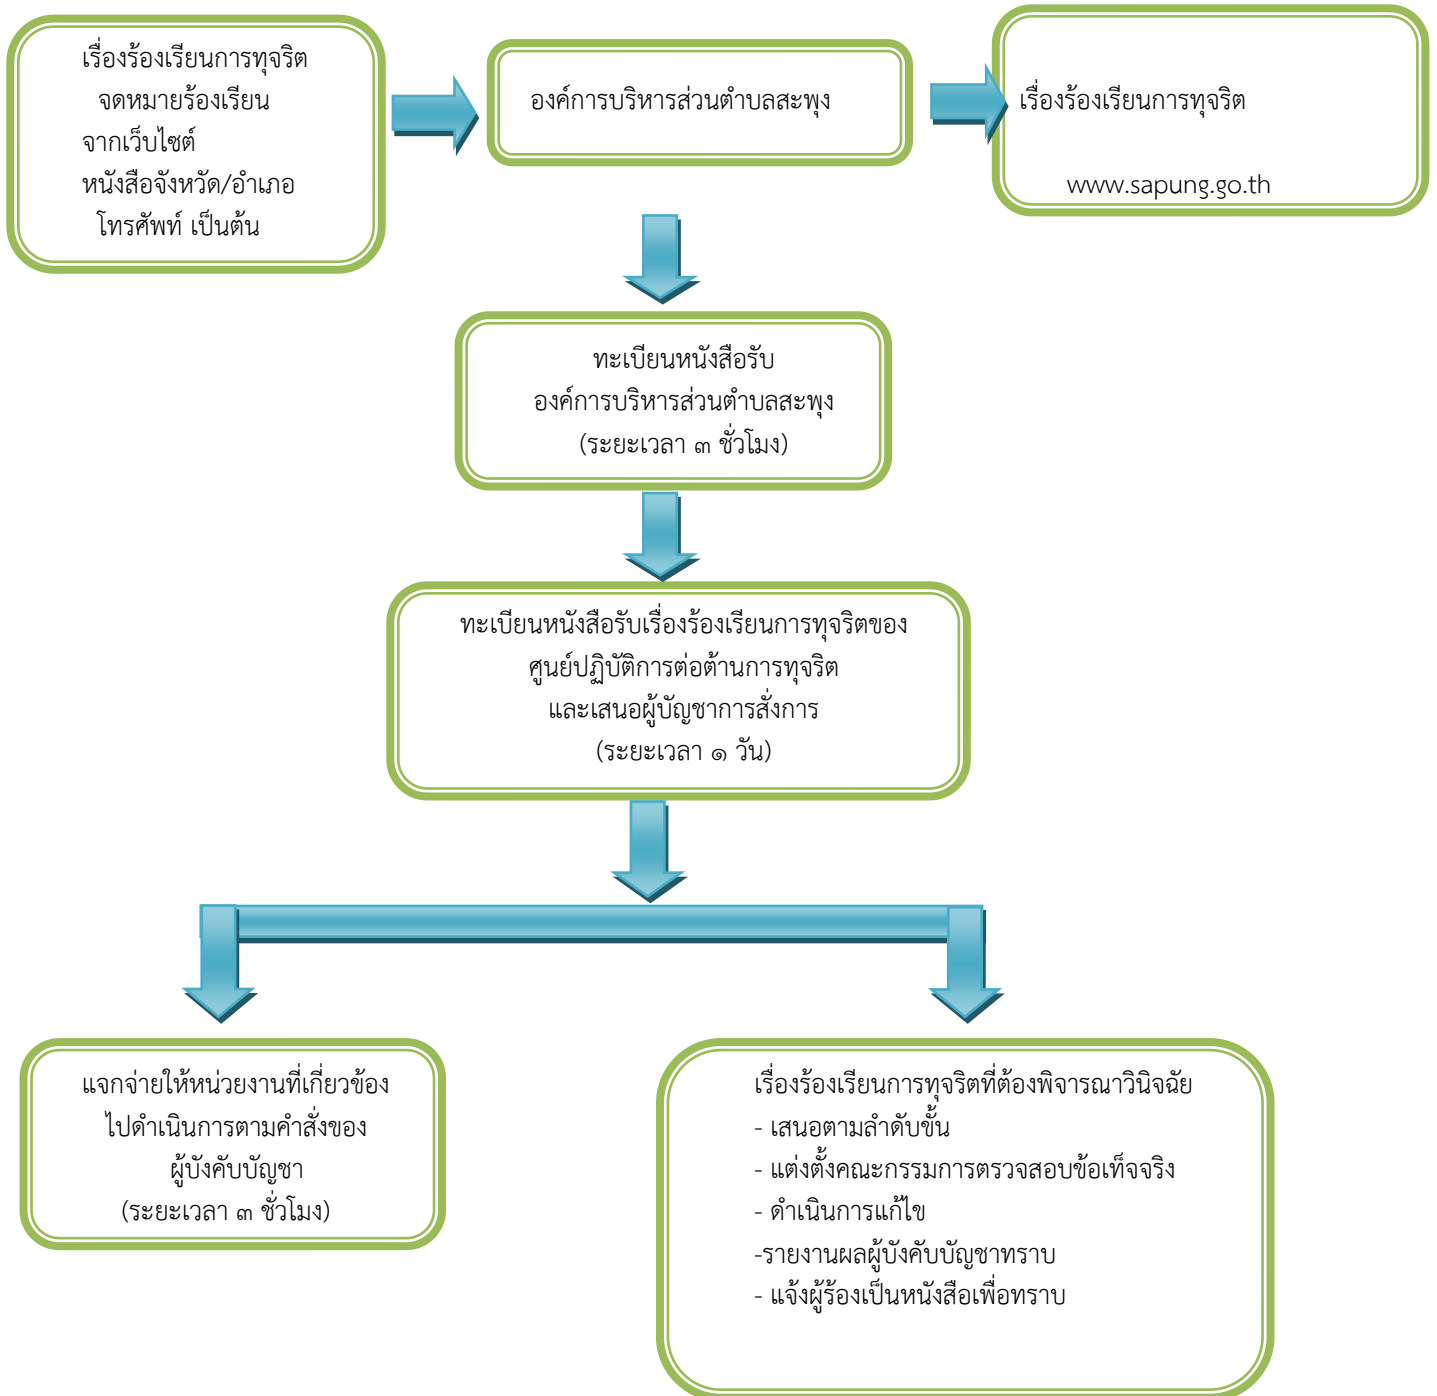 เรื่องร้องเรียนการทุจริต
จดหมายร้องเรียน
จากเว็บไซต์
หนังสือจังหวัด/อำเภอ
โทรศัพท์ เป็นต้น
องค์การบริหารส่วนตำบลสะพุง
เรื่องร้องเรียนการทุจริต
www.sapung.go.th
ทะเบียนหนังสือรับ
องค์การบริหารส่วนตำบลสะพุง
(ระยะเวลา ๓ ชั่วโมง)
ทะเบียนหนังสือรับเรื่องร้องเรียนการทุจริตของ
ศูนย์ปฏิบัติการต่อต้านการทุจริต
และเสนอผู้บัญชาการสั่งการ
(ระยะเวลา ๑ วัน)
แจกจ่ายให้หน่วยงานที่เกี่ยวข้อง
ไปดำเนินการตามคำสั่งของ
ผู้บังคับบัญชา
(ระยะเวลา ๓ ชั่วโมง)
เรื่องร้องเรียนการทุจริตที่ต้องพิจารณาวินิจฉัย
- เสนอตามลำดับขั้น
- แต่งตั้งคณะกรรมการตรวจสอบข้อเท็จจริง
- ดำเนินการแก้ไข
-รายงานผลผู้บังคับบัญชาทราบ
- แจ้งผู้ร้องเป็นหนังสือเพื่อทราบ